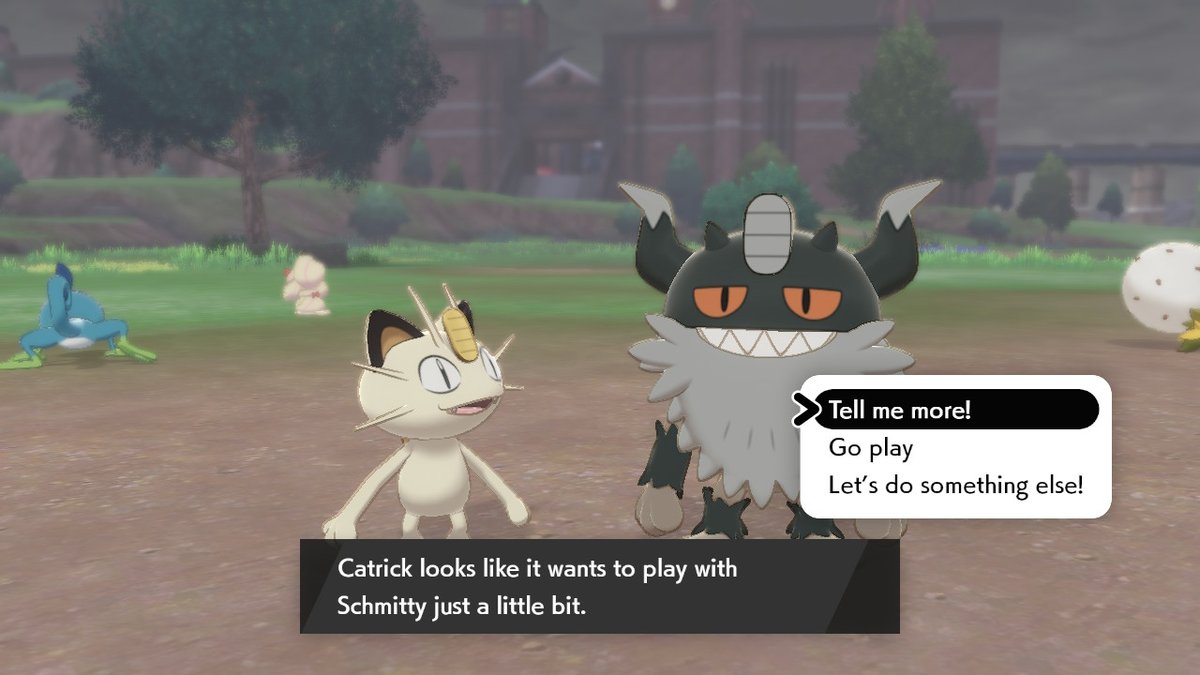 Tell me more!
Go play
Let's do something else!
Catrick looks like it wants to play with
Schmitty just a little bit.